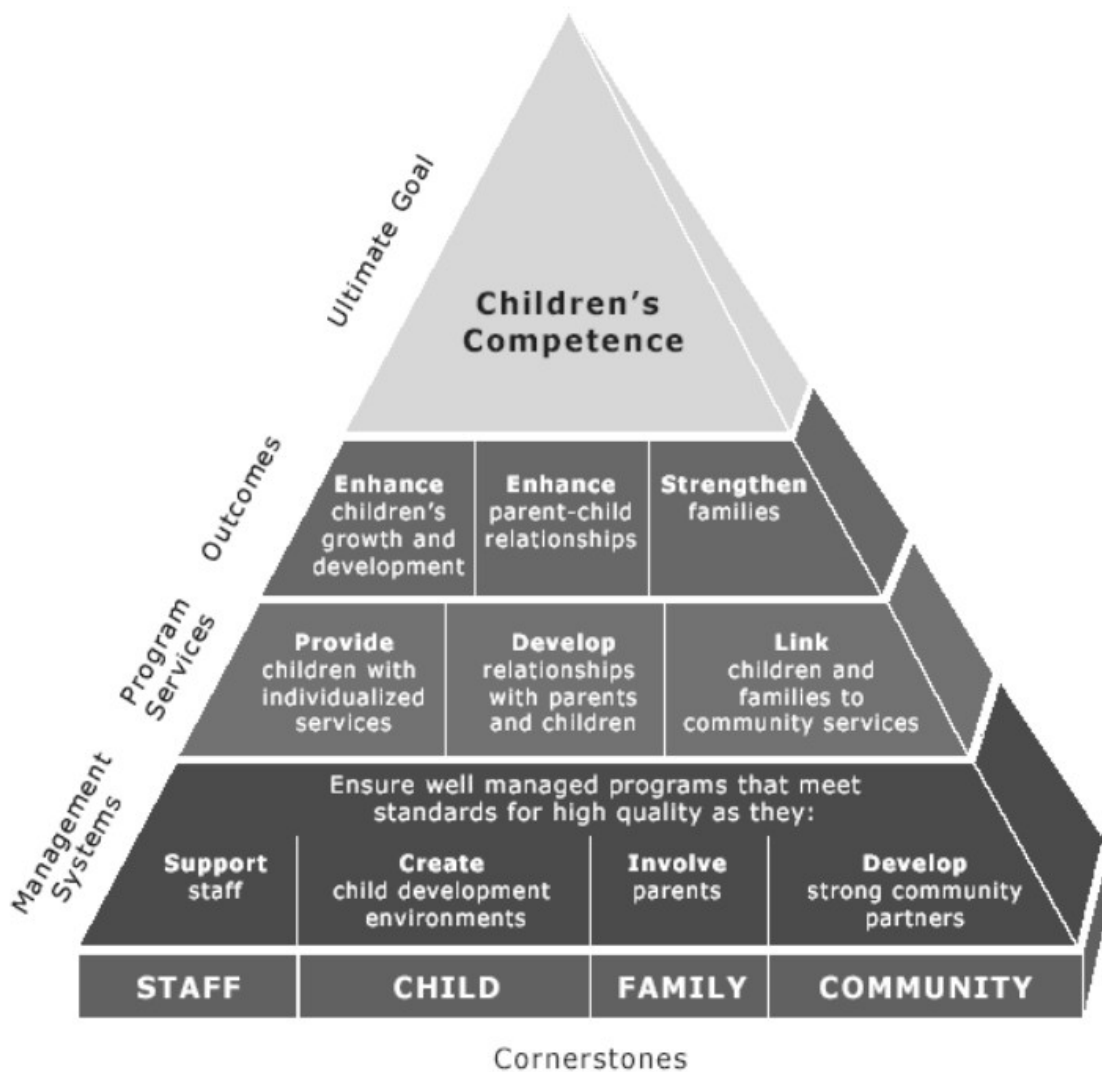 Ultimate Goal
Children's
Competence
Outcomes
Enhance
children's
growth and
development
Enhance
parent-child
relationships
Strengthen
families
Program
Services
Provide
children with
individualized
services
Develop
relationships
with parents
and children
Link
children and
families to
community services
Management
Systems
Ensure well managed programs that meet
standards for high quality as they:
Support
staff
Create
child development
environments
Involve
parents
Develop
strong community
partners
STAFF
CHILD
FAMILY
COMMUNITY
Cornerstones